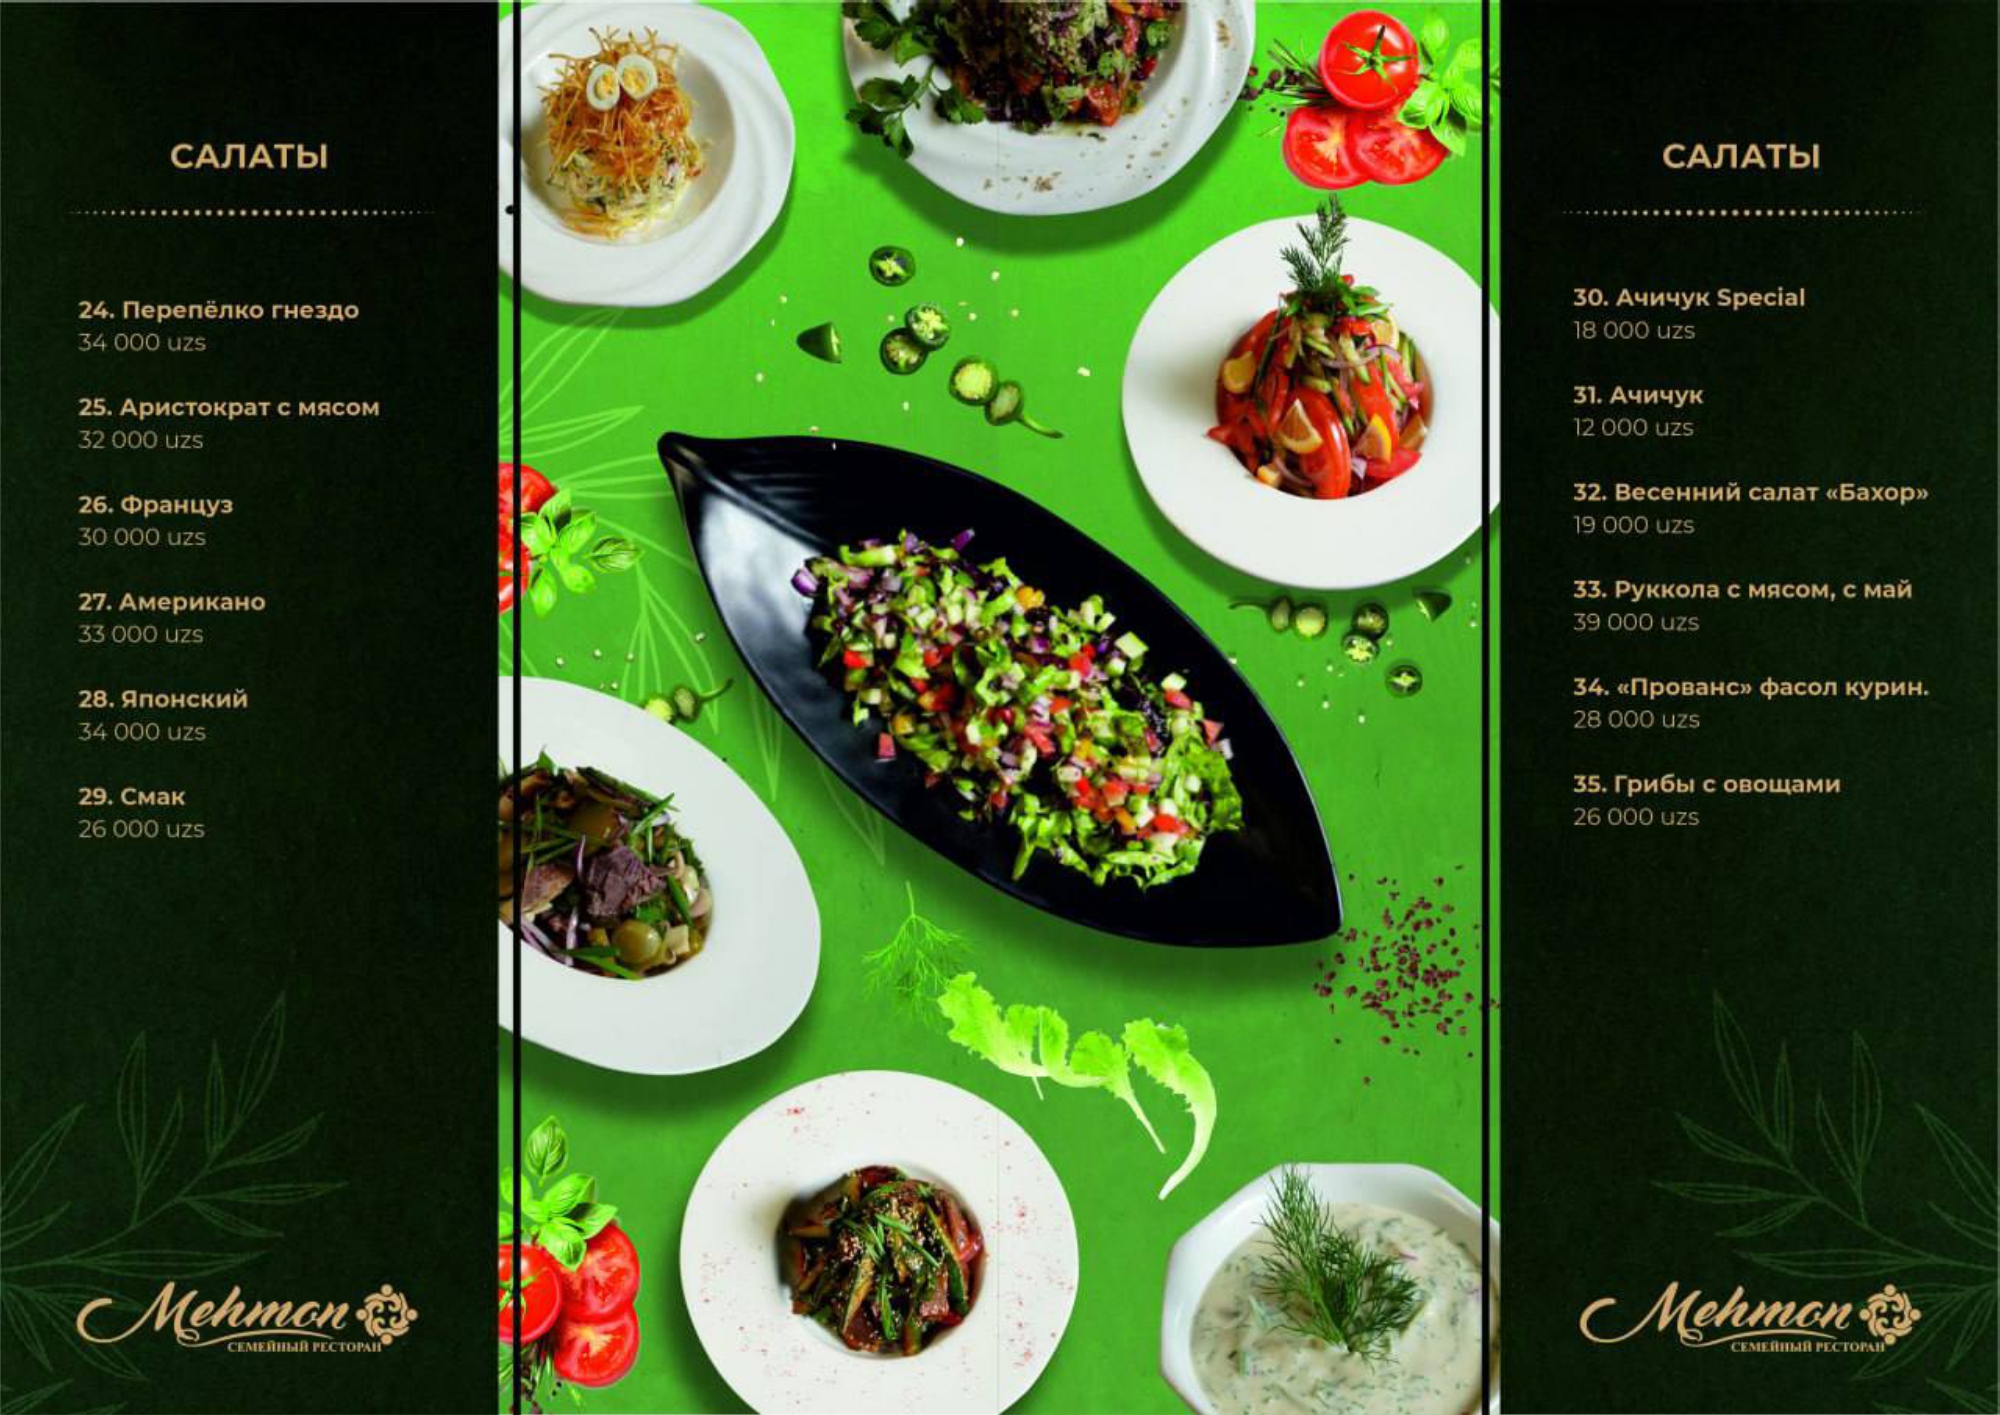 САЛАТЫ
24. Перепёлко гнездо
34 000 uzs
25. Аристократ с мясом
32 000 uzs
26. Француз
30 000 uzs
27. Американо
33 000 uzs
28. Японский
34 000 uzs
29. Смак
26 000 uzs
Mehmon
СЕМЕЙНЫЙ РЕСТОРАН
САЛАТЫ
30. Ачичук Special
18 000 uzs
31. Ачичук
12 000 uzs
32. Весенний салат «Бахор»
19 000 uzs
33. Руккола с мясом, с май
39 000 uzs
34. «Прованс» фасол курин.
28 000 uzs
35. Грибы с овощами
26 000 uzs
Mehmon
СЕМЕЙНЫЙ РЕСТОРАН